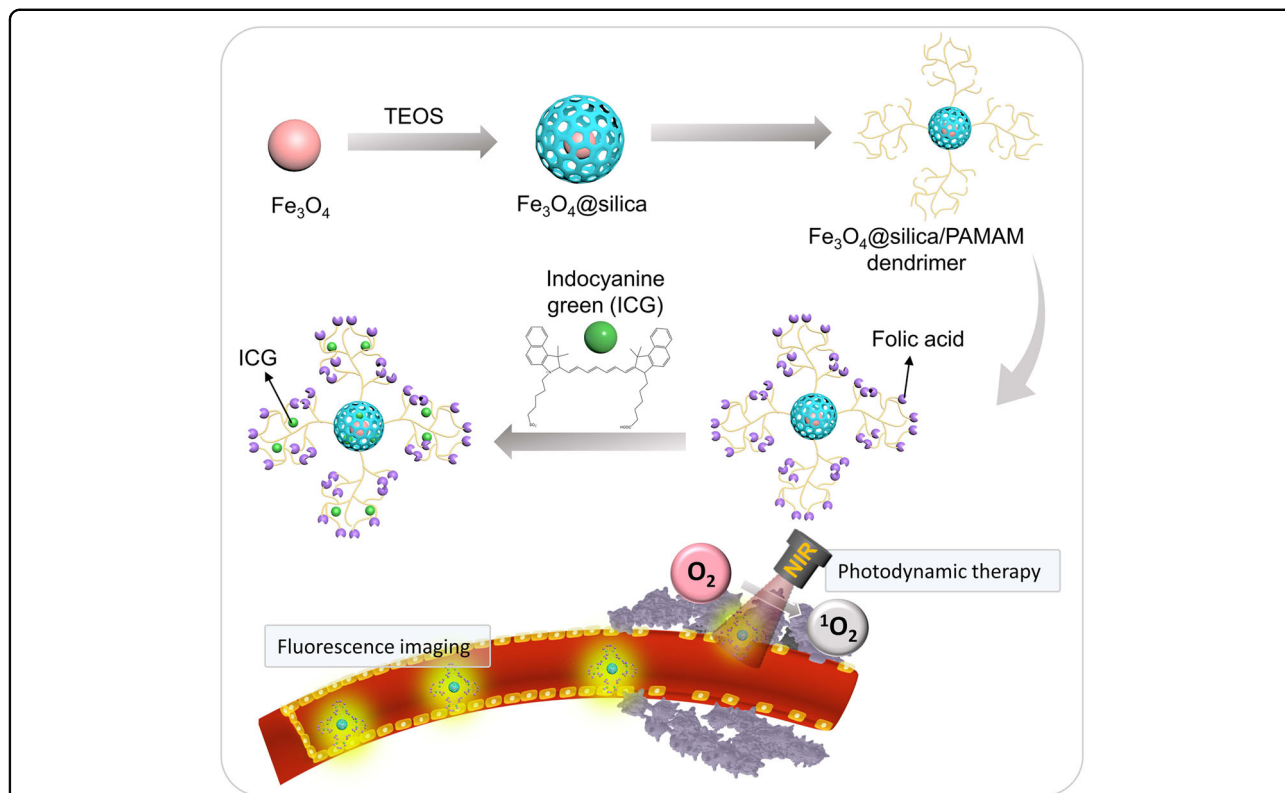 TEOS
Fe₃O₄
Fe₃O₄@silica
Fe₃O₄@silica/PAMAM
dendrimer
Indocyanine
green (ICG)
ICG
Folic acid
O₂
NIR
Photodynamic therapy
¹O₂
Fluorescence imaging